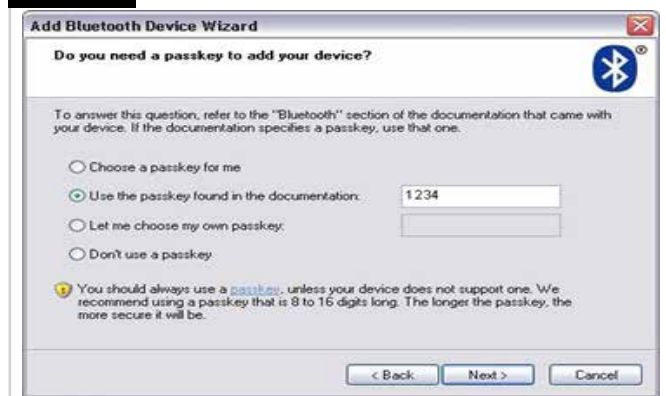 Add Bluetooth Device Wizard
Do you need a passkey to add your device?
®
To answer this question, refer to the "Bluetooth" section of the documentation that came with
your device. If the documentation specifies a passkey, use that one.
Choose a passkey for me
Use the passkey found in the documentation: 1234
Let me choose my own passkey:
Don't use a passkey
You should always use a passkey, unless your device does not support one. We
recommend using a passkey that is 8 to 16 digits long. The longer the passkey, the
more secure it will be.
< Back Next > Cancel